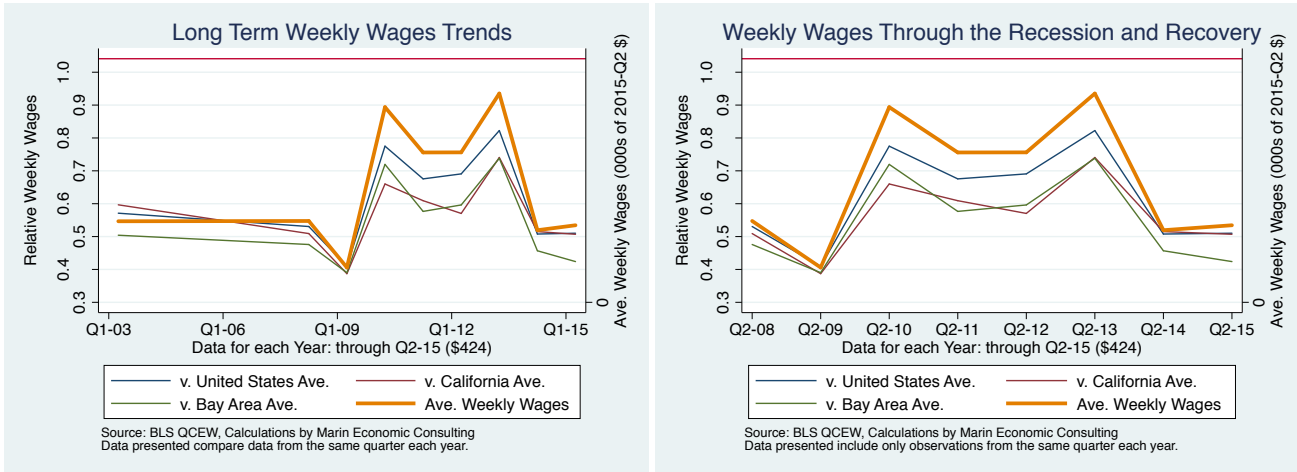 Long Term Weekly Wages Trends
Relative Weekly Wages
0.3 0.4 0.5 0.6 0.7 0.8 0.9 1.0
0
Ave. Weekly Wages (000s of 2015-Q2 $)
Q1-03 Q1-06 Q1-09 Q1-12 Q1-15
Data for each Year: through Q2-15 ($424)
v. United States Ave. v. California Ave.
v. Bay Area Ave. Ave. Weekly Wages
Source: BLS QCEW, Calculations by Marin Economic Consulting
Data presented compare data from the same quarter each year.
Weekly Wages Through the Recession and Recovery
Relative Weekly Wages
0.3 0.4 0.5 0.6 0.7 0.8 0.9 1.0
0
Ave. Weekly Wages (000s of 2015-Q2 $)
Q2-08 Q2-09 Q2-10 Q2-11 Q2-12 Q2-13 Q2-14 Q2-15
Data for each Year: through Q2-15 ($424)
v. United States Ave. v. California Ave.
v. Bay Area Ave. Ave. Weekly Wages
Source: BLS QCEW, Calculations by Marin Economic Consulting
Data presented include only observations from the same quarter each year.